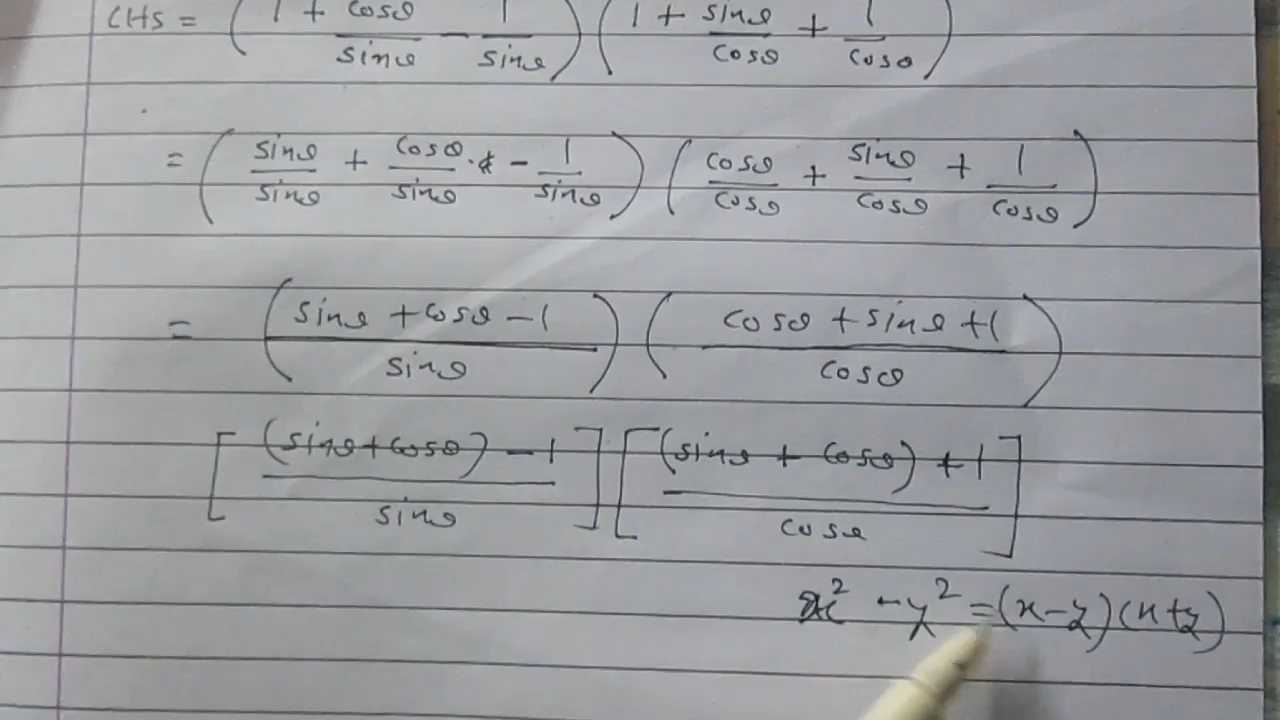 LHS = (1 + cosθ/sinθ - 1/sinθ) (1 + sinθ/cosθ + 1/cosθ)
= (sinθ/sinθ + cosθ/sinθ . - 1/sinθ) (cosθ/cosθ + sinθ/cosθ + 1/cosθ)
= (sinθ + cosθ - 1/sinθ) (cosθ + sinθ + 1/cosθ)
[(sinθ + cosθ) - 1/sinθ] [(sinθ + cosθ) + 1/cosθ]
x² - y² = (x - y)(x + y)